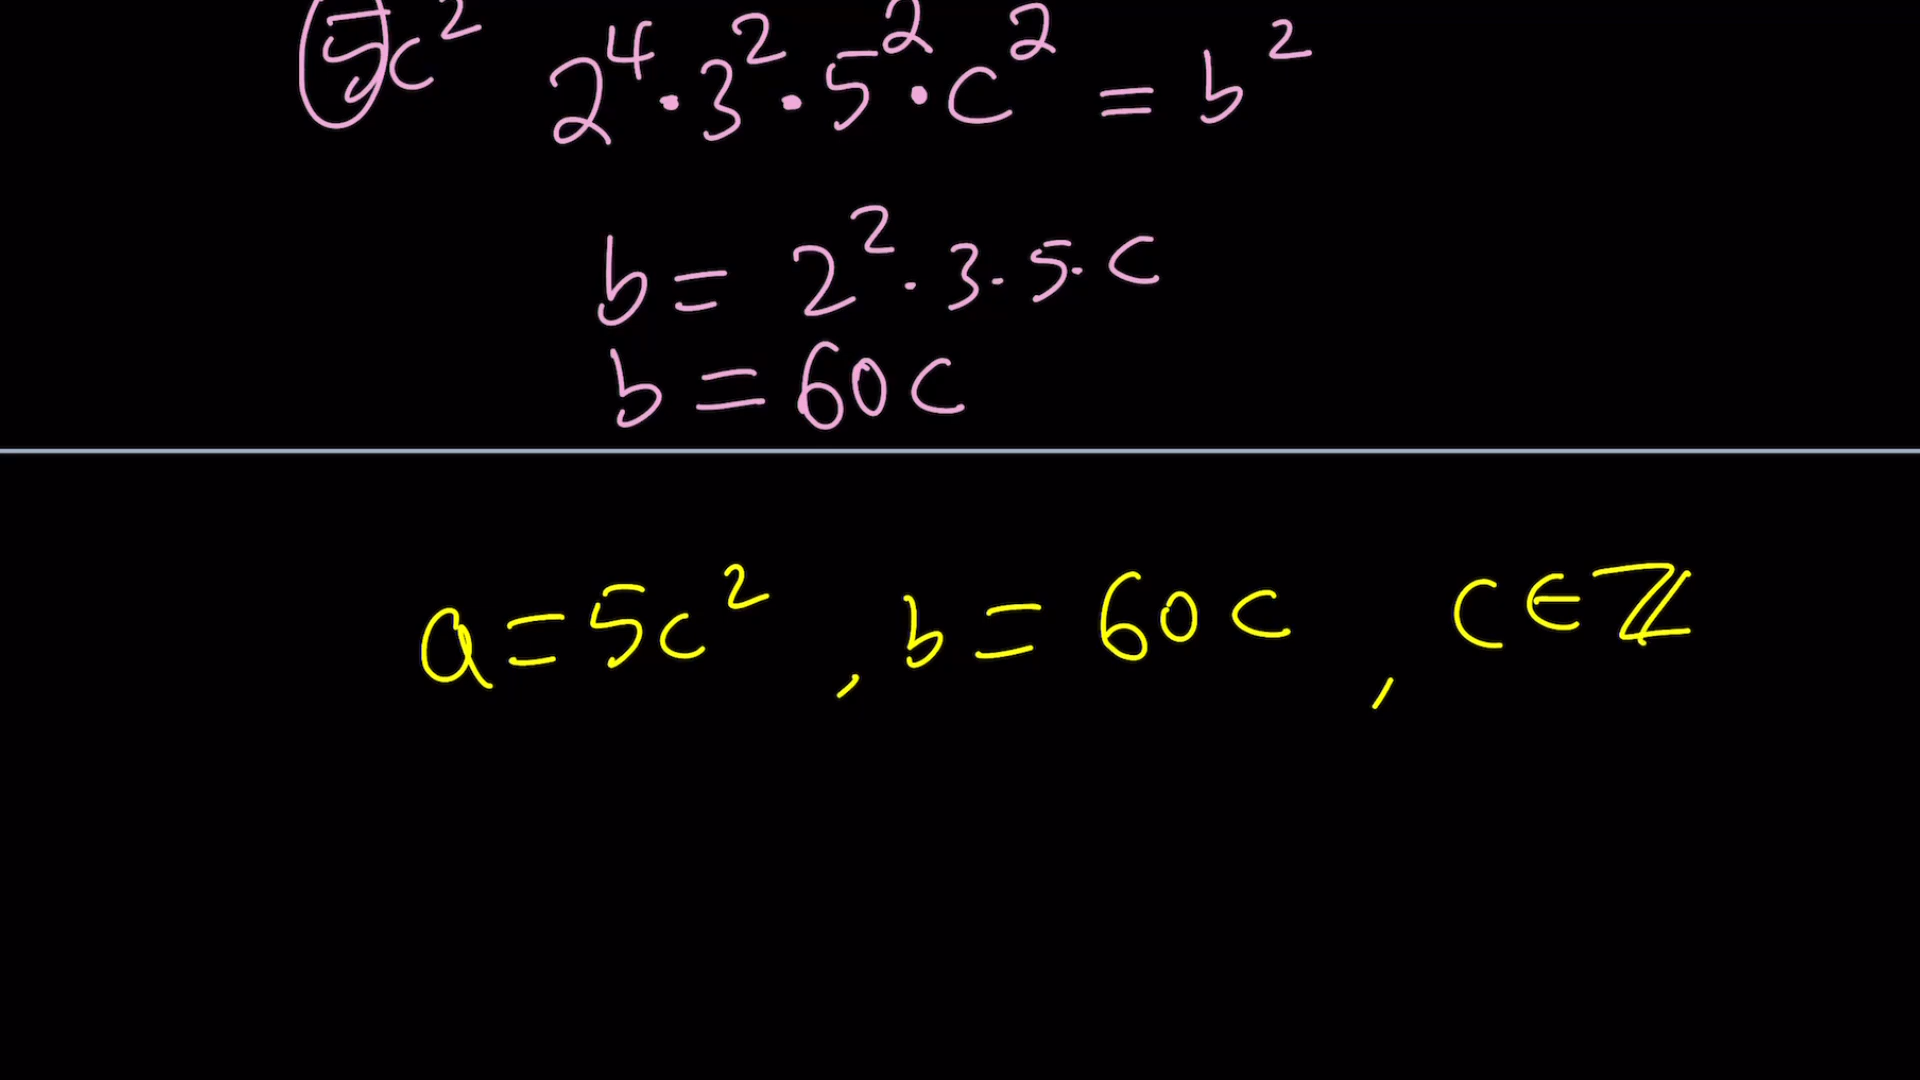 5c² 2⁴·3²·5²·c² = b²
b = 2²·3·5·c
b = 60c
a = 5c², b = 60c, c∈ℤ